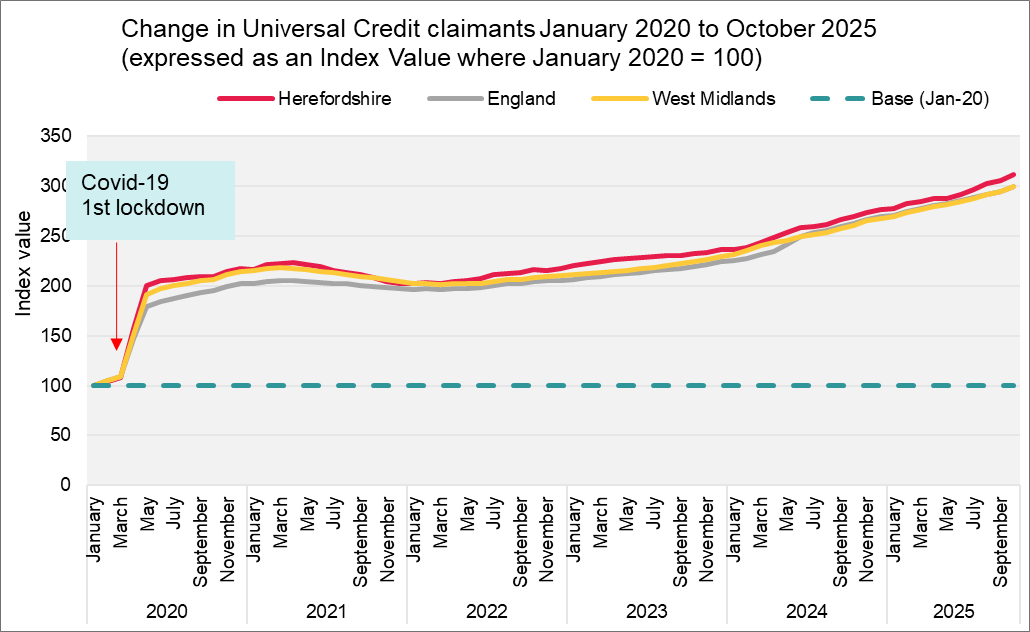 Change in Universal Credit claimants January 2020 to October 2025
(expressed as an Index Value where January 2020 = 100)
Herefordshire England West Midlands Base (Jan-20)
Index value
350
300
250
200
150
100
50
0
Covid-19
1st lockdown
January March May July September November January March May July September November January March May July September November January March May July September November January March May July September November January March May July September
2020 2021 2022 2023 2024 2025